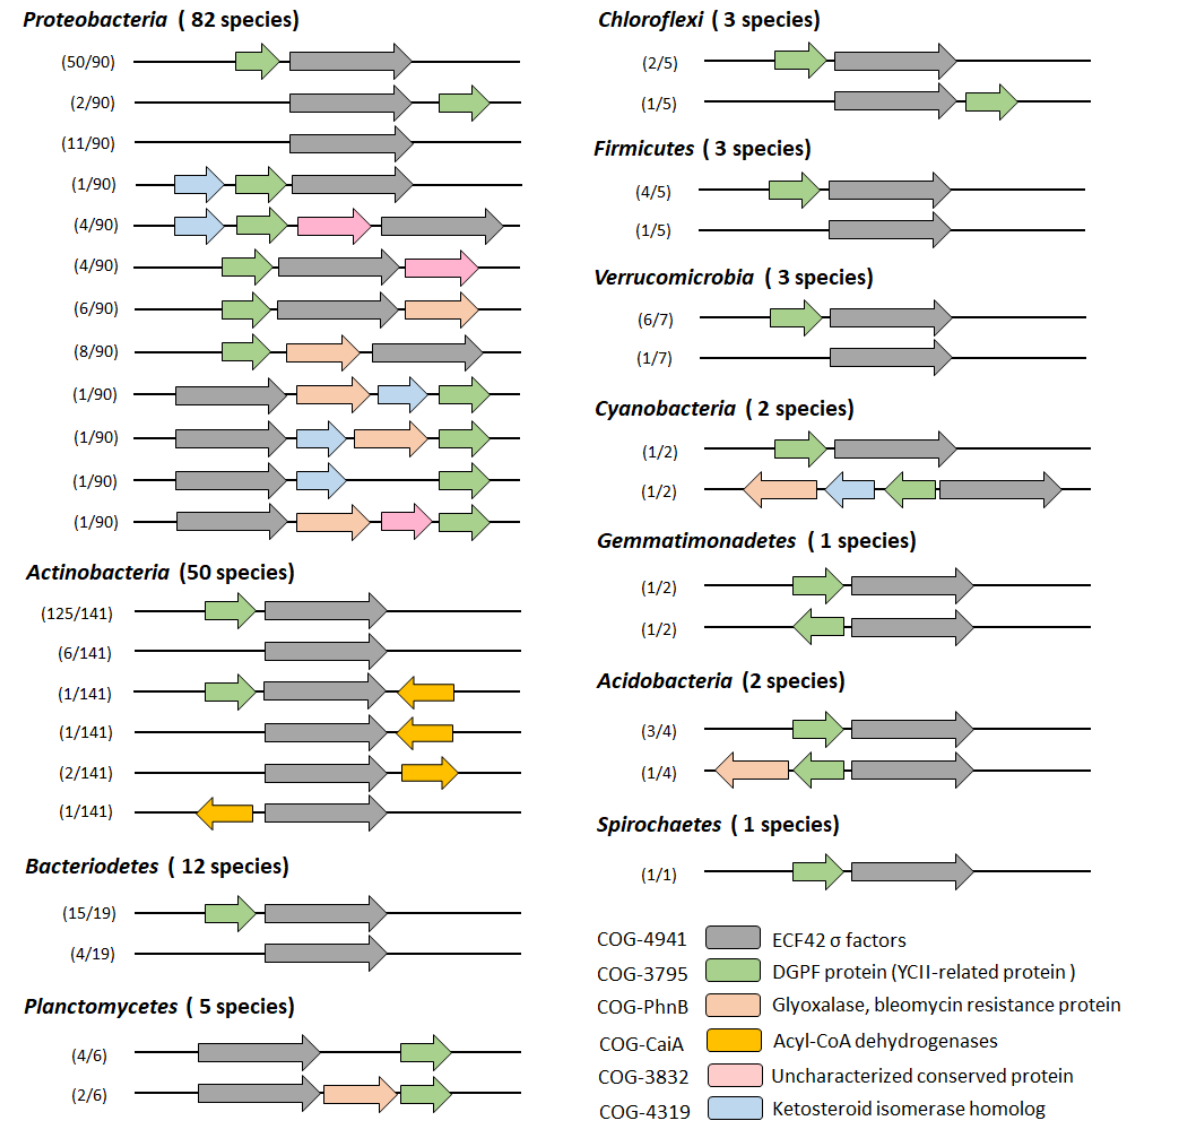 Proteobacteria ( 82 species)
(50/90)
(2/90)
(11/90)
(1/90)
(4/90)
(4/90)
(6/90)
(8/90)
(1/90)
(1/90)
(1/90)
(1/90)
Actinobacteria (50 species)
(125/141)
(6/141)
(1/141)
(1/141)
(2/141)
(1/141)
Bacteriodetes ( 12 species)
(15/19)
(4/19)
Planctomycetes ( 5 species)
(4/6)
(2/6)
Chloroflexi ( 3 species)
(2/5)
(1/5)
Firmicutes ( 3 species)
(4/5)
(1/5)
Verrucomicrobia ( 3 species)
(6/7)
(1/7)
Cyanobacteria ( 2 species)
(1/2)
(1/2)
Gemmatimonadetes ( 1 species)
(1/2)
(1/2)
Acidobacteria (2 species)
(3/4)
(1/4)
Spirochaetes ( 1 species)
(1/1)
COG-4941 ECF42 σ factors
COG-3795 DGPF protein (YCII-related protein )
COG-PhnB Glyoxalase, bleomycin resistance protein
COG-CaiA Acyl-CoA dehydrogenases
COG-3832 Uncharacterized conserved protein
COG-4319 Ketosteroid isomerase homolog